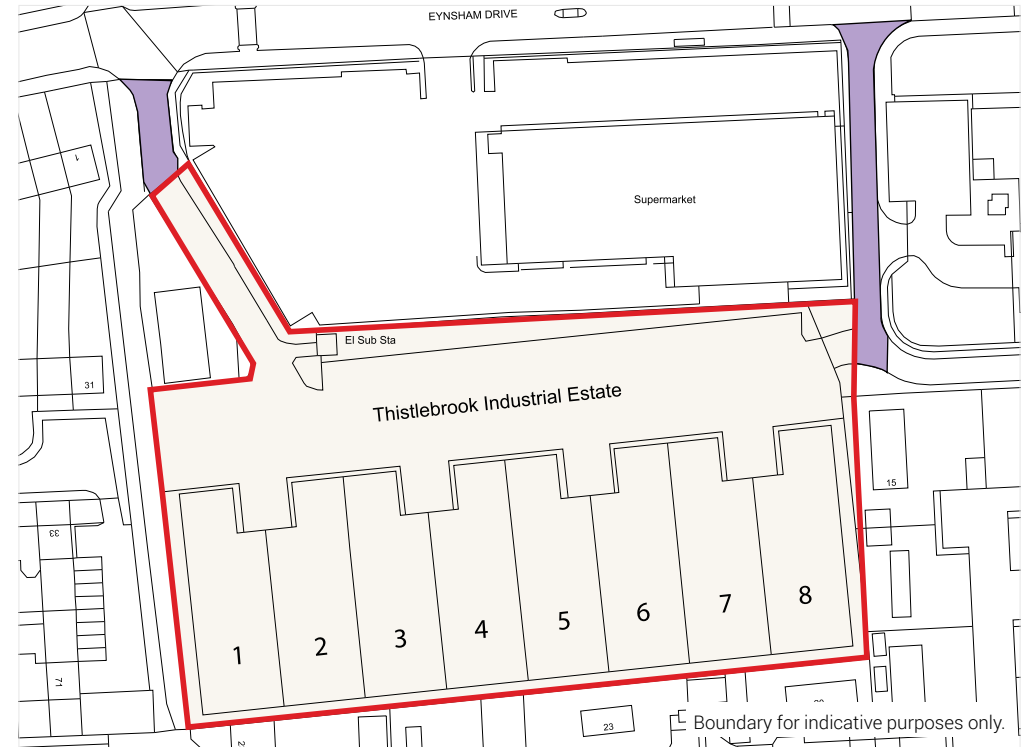 EYNSHAM DRIVE
1
Supermarket
El Sub Sta
31
Thistlebrook Industrial Estate
15
33
1
2
3
4
5
6
7
8
71
23
Boundary for indicative purposes only.